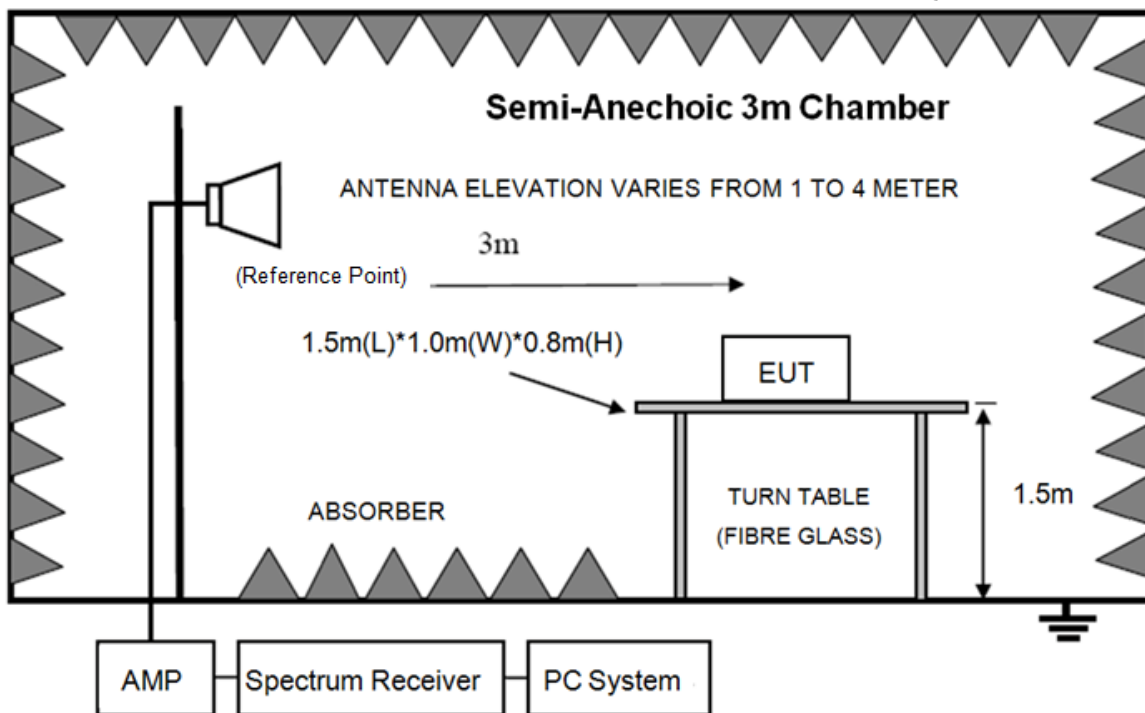 Semi-Anechoic 3m Chamber
ANTENNA ELEVATION VARIES FROM 1 TO 4 METER
3m
(Reference Point)
1.5m(L)*1.0m(W)*0.8m(H)
EUT
1.5m
TURN TABLE
(FIBRE GLASS)
ABSORBER
AMP
Spectrum Receiver
PC System